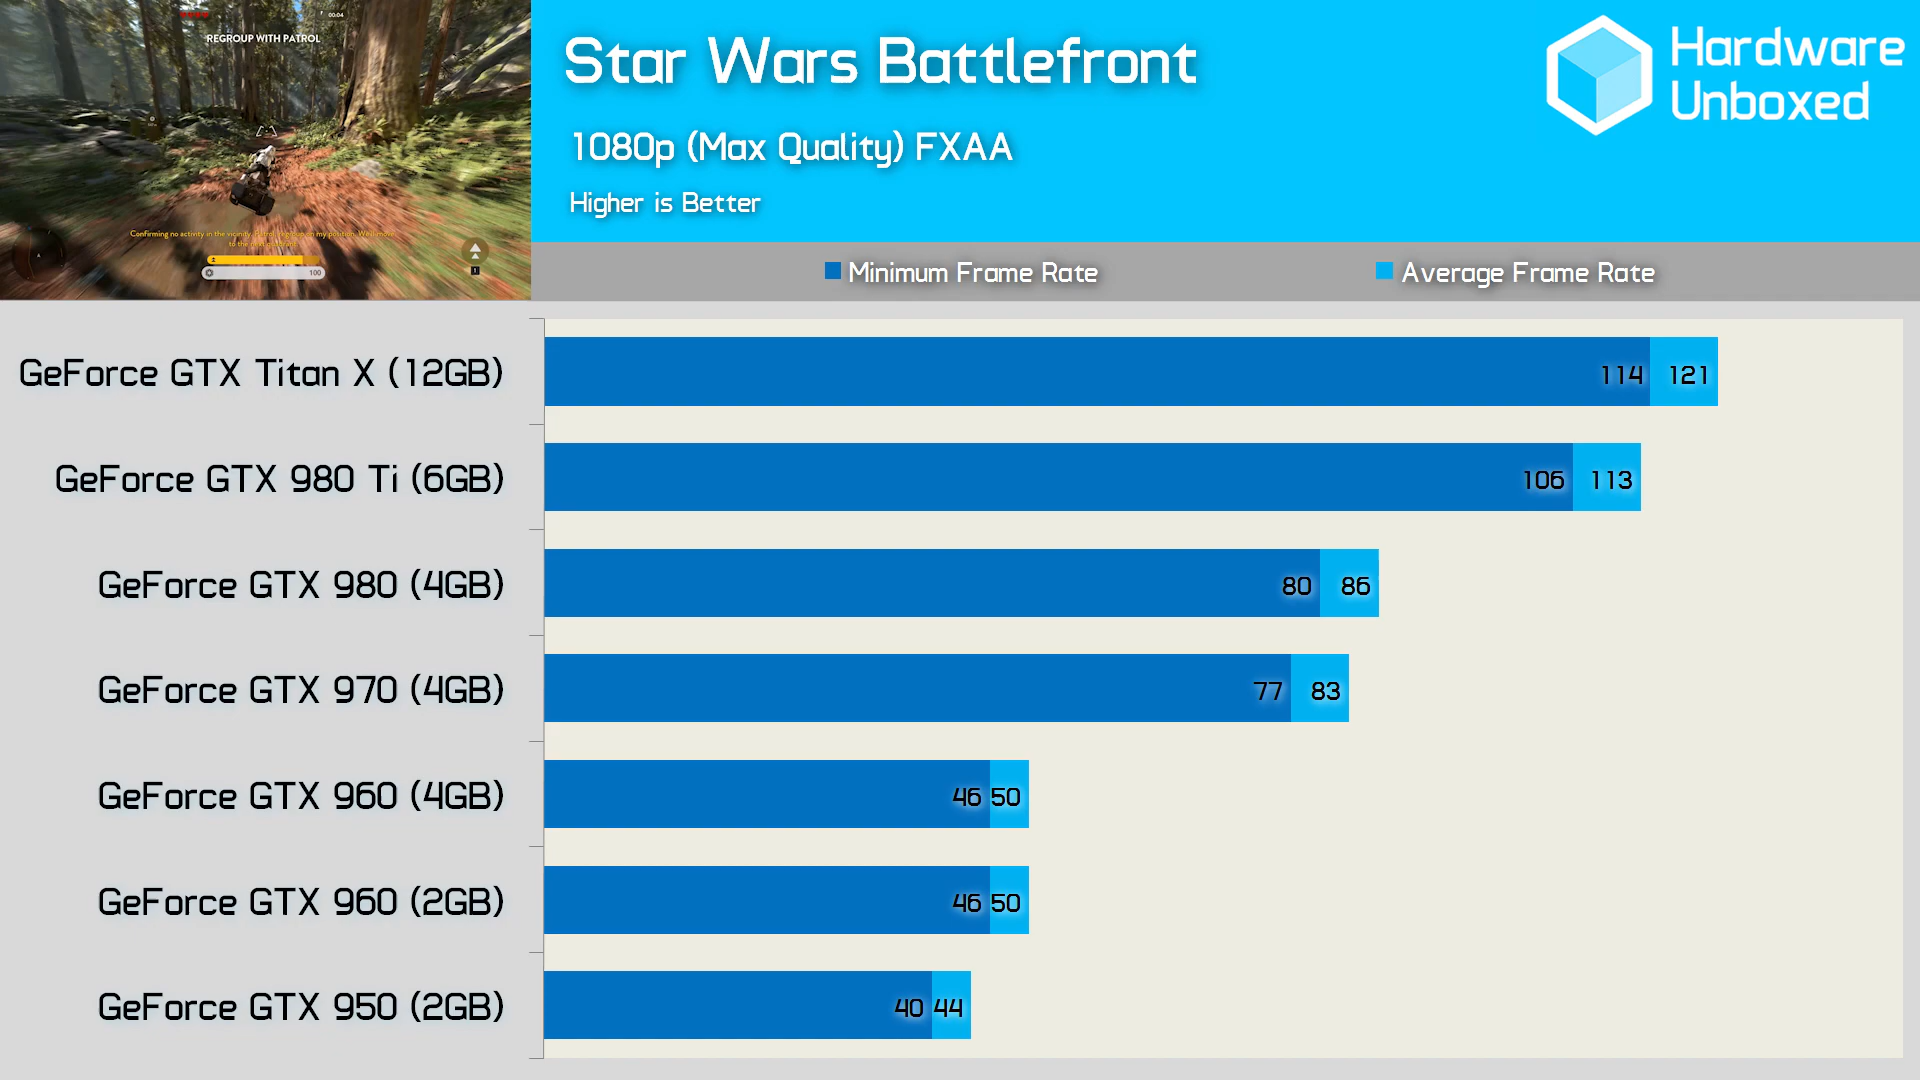 00:04
REGROUP WITH PATROL
100
Star Wars Battlefront
1080p (Max Quality) FXAA
Higher is Better
Hardware
Unboxed
Minimum Frame Rate
Average Frame Rate
GeForce GTX Titan X (12GB)
114 121
GeForce GTX 980 Ti (6GB)
106 113
GeForce GTX 980 (4GB)
80 86
GeForce GTX 970 (4GB)
77 83
GeForce GTX 960 (4GB)
46 50
GeForce GTX 960 (2GB)
46 50
GeForce GTX 950 (2GB)
40 44